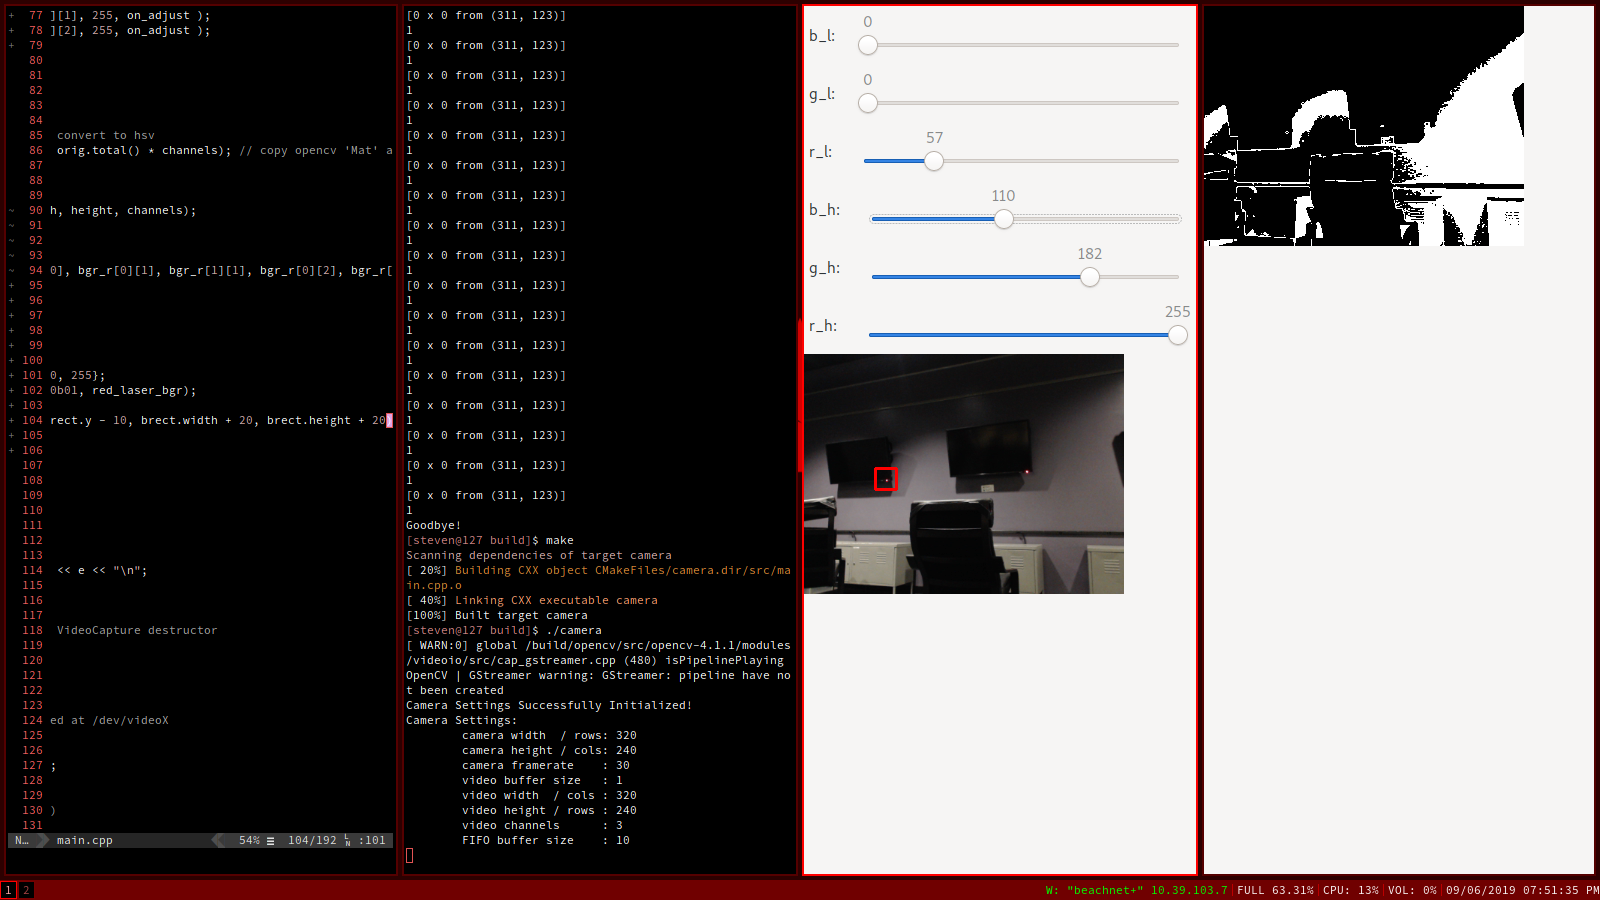 + 77 ][1], 255, on_adjust );
+ 78 ][2], 255, on_adjust );
+ 79
80
81
82
83
84
85 convert to hsv
86 orig.total() * channels); // copy opencv 'Mat' a
87
88
89
~ 90 h, height, channels);
~ 91
~ 92
~ 93
~ 94 0], bgr_r[0][1], bgr_r[1][1], bgr_r[0][2], bgr_r[
+ 95
+ 96
+ 97
+ 98
+ 99
+ 100
+ 101 0, 255};
+ 102 0b01, red_laser_bgr);
+ 103
+ 104 rect.y - 10, brect.width + 20, brect.height + 20)
+ 105
+ 106
107
108
109
110
111
112
113
114 << e << "\n";
115
116
117
118 VideoCapture destructor
119
120
121
122
123
124 ed at /dev/videoX
125
126
127 ;
128
129
130 )
131
N… main.cpp 54% ☰ 104/192 LN :101
[0 x 0 from (311, 123)]
1
[0 x 0 from (311, 123)]
1
[0 x 0 from (311, 123)]
1
[0 x 0 from (311, 123)]
1
[0 x 0 from (311, 123)]
1
[0 x 0 from (311, 123)]
1
[0 x 0 from (311, 123)]
1
[0 x 0 from (311, 123)]
1
[0 x 0 from (311, 123)]
1
[0 x 0 from (311, 123)]
1
[0 x 0 from (311, 123)]
1
[0 x 0 from (311, 123)]
1
[0 x 0 from (311, 123)]
1
[0 x 0 from (311, 123)]
1
[0 x 0 from (311, 123)]
1
[0 x 0 from (311, 123)]
1
[0 x 0 from (311, 123)]
1
Goodbye!
[steven@127 build]$ make
Scanning dependencies of target camera
[ 20%] Building CXX object CMakeFiles/camera.dir/src/ma
in.cpp.o
[ 40%] Linking CXX executable camera
[100%] Built target camera
[steven@127 build]$ ./camera
[ WARN:0] global /build/opencv/src/opencv-4.1.1/modules
/videoio/src/cap_gstreamer.cpp (480) isPipelinePlaying
OpenCV | GStreamer warning: GStreamer: pipeline have no
t been created
Camera Settings Successfully Initialized!
Camera Settings:
camera width / rows: 320
camera height / cols: 240
camera framerate : 30
video buffer size : 1
video width / cols : 320
video height / rows : 240
video channels : 3
FIFO buffer size : 10
b_l: 0
g_l: 0
r_l: 57
b_h: 110
g_h: 182
r_h: 255
1 2
W: "beachnet+" 10.39.103.7 FULL 63.31% CPU: 13% VOL: 0% 09/06/2019 07:51:35 PM